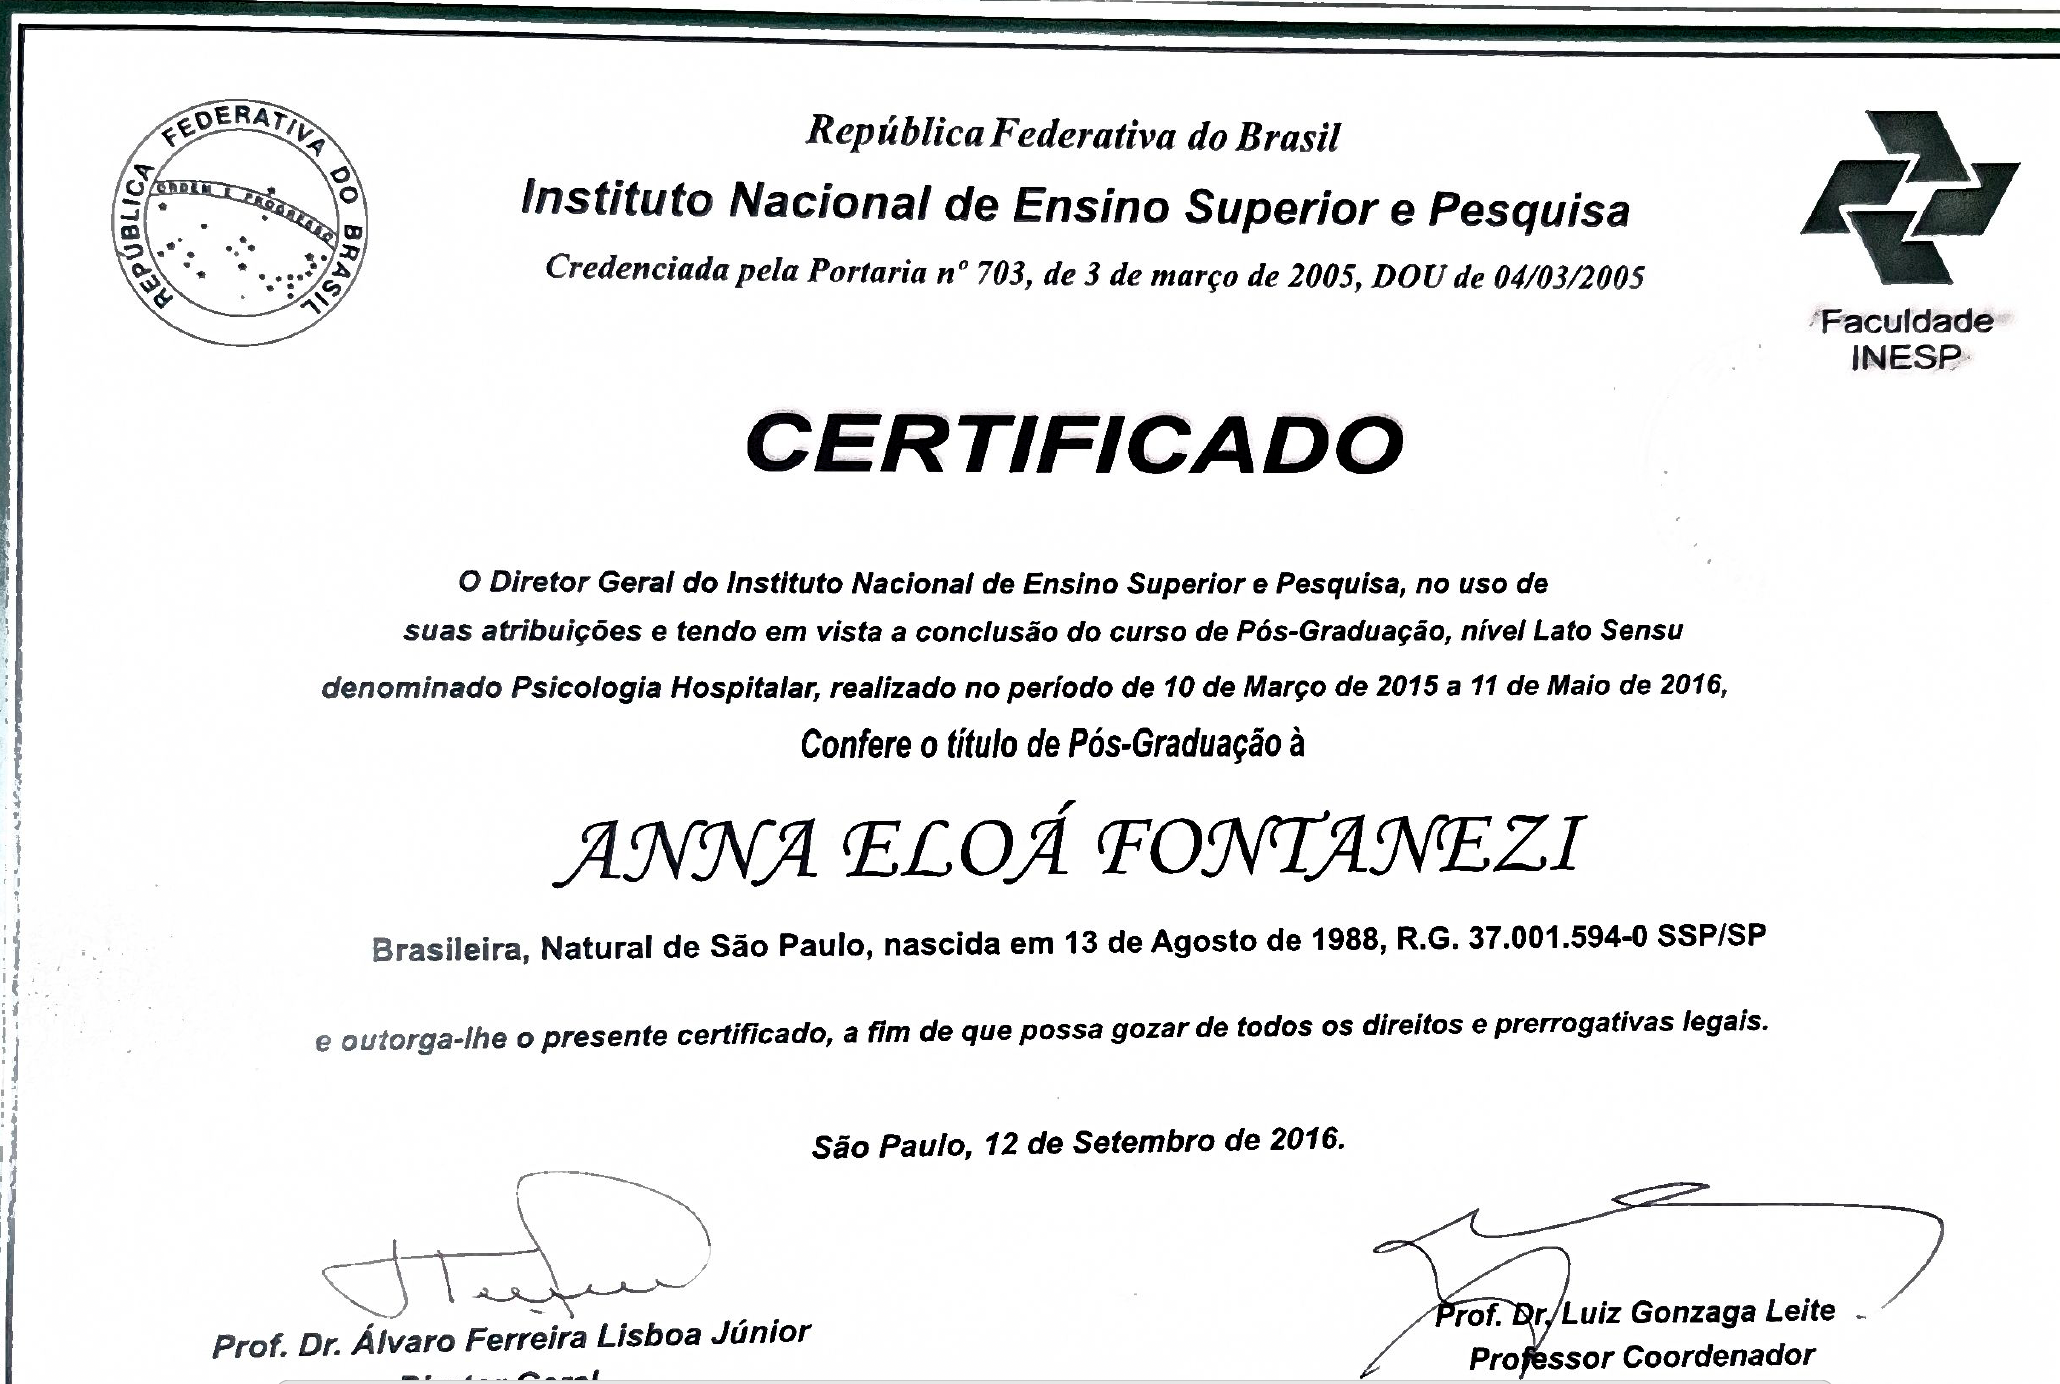 REPÚBLICA FEDERATIVA DO BRASIL
ORDEM E PROGRESSO
República Federativa do Brasil
Instituto Nacional de Ensino Superior e Pesquisa
Credenciada pela Portaria nº 703, de 3 de março de 2005, DOU de 04/03/2005
Faculdade
INESP
CERTIFICADO
O Diretor Geral do Instituto Nacional de Ensino Superior e Pesquisa, no uso de
suas atribuições e tendo em vista a conclusão do curso de Pós-Graduação, nível Lato Sensu
denominado Psicologia Hospitalar, realizado no período de 10 de Março de 2015 a 11 de Maio de 2016,
Confere o título de Pós-Graduação à
ANNA ELOÁ FONTANEZI
Brasileira, Natural de São Paulo, nascida em 13 de Agosto de 1988, R.G. 37.001.594-0 SSP/SP
e outorga-lhe o presente certificado, a fim de que possa gozar de todos os direitos e prerrogativas legais.
São Paulo, 12 de Setembro de 2016.
Prof. Dr. Álvaro Ferreira Lisboa Júnior
Diretor Geral
Prof. Dr. Luiz Gonzaga Leite
Professor Coordenador